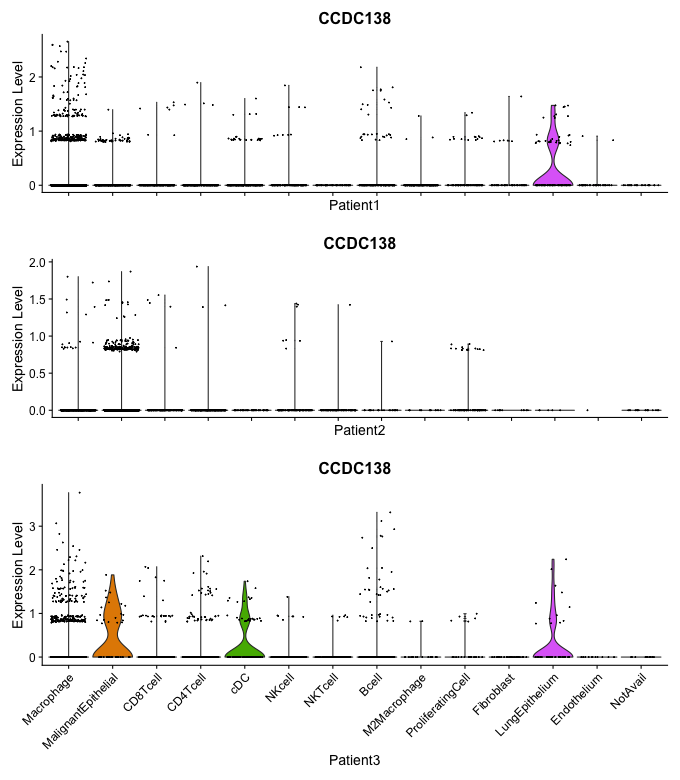 CCDC138
Expression Level
2
1
0
Patient1
CCDC138
Expression Level
2.0
1.5
1.0
0.5
0.0
Patient2
CCDC138
Expression Level
3
2
1
0
Macrophage
MalignantEpithelial
CD8Tcell
CD4Tcell
cDC
NKcell
NKTcell
Bcell
M2Macrophage
ProliferatingCell
Fibroblast
LungEpithelium
Endothelium
NotAvail
Patient3